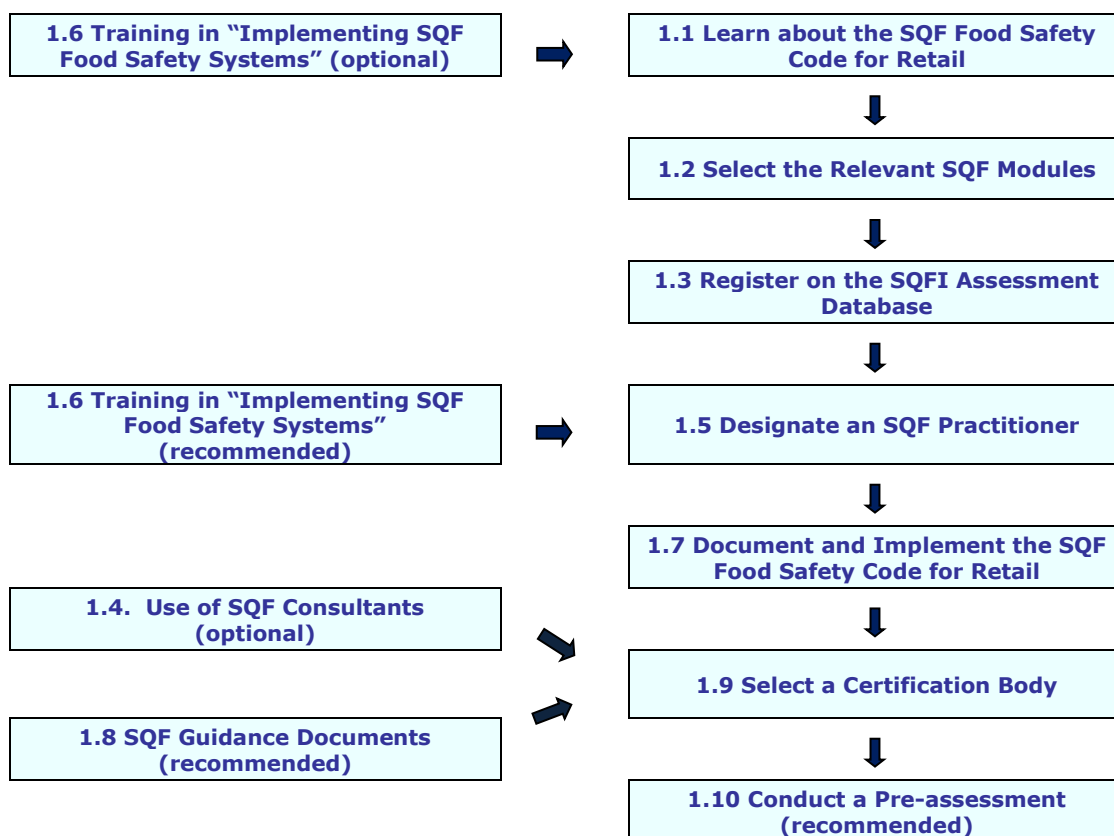 1.6 Training in “Implementing SQF
Food Safety Systems” (optional)
1.1 Learn about the SQF Food Safety
Code for Retail
1.2 Select the Relevant SQF Modules
1.3 Register on the SQFI Assessment
Database
1.6 Training in “Implementing SQF
Food Safety Systems”
(recommended)
1.5 Designate an SQF Practitioner
1.7 Document and Implement the SQF
Food Safety Code for Retail
1.4.  Use of SQF Consultants
(optional)
1.9 Select a Certification Body
1.8 SQF Guidance Documents
(recommended)
1.10 Conduct a Pre-assessment
(recommended)